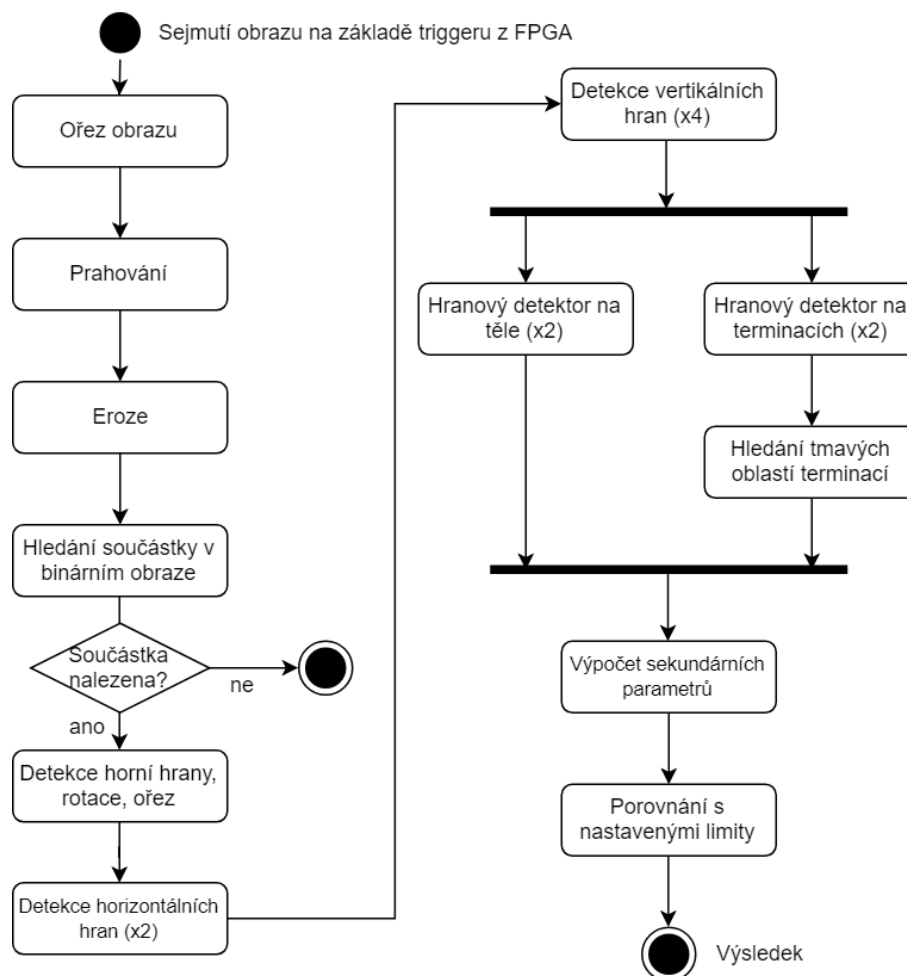 Sejmutí obrazu na základě triggeru z FPGA
Ořez obrazu
Prahování
Eroze
Hledání součástky v
binárním obraze
Součástka
nalezena?
ne
ano
Detekce horní hrany,
rotace, ořez
Detekce horizontálních
hran (x2)
Detekce vertikálních
hran (x4)
Hranový detektor na
těle (x2)
Hranový detektor na
terminacích (x2)
Hledání tmavých
oblastí terminací
Výpočet sekundárních
parametrů
Porovnání s
nastavenými limity
Výsledek